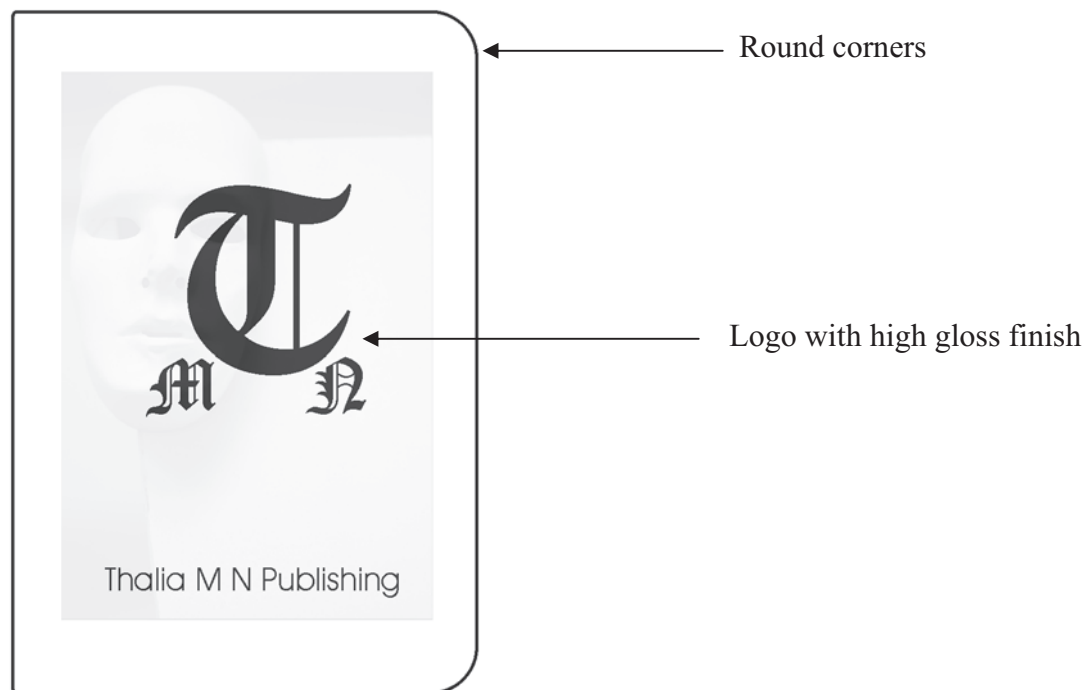 Round corners
T
Logo with high gloss finish
M N
Thalia M N Publishing